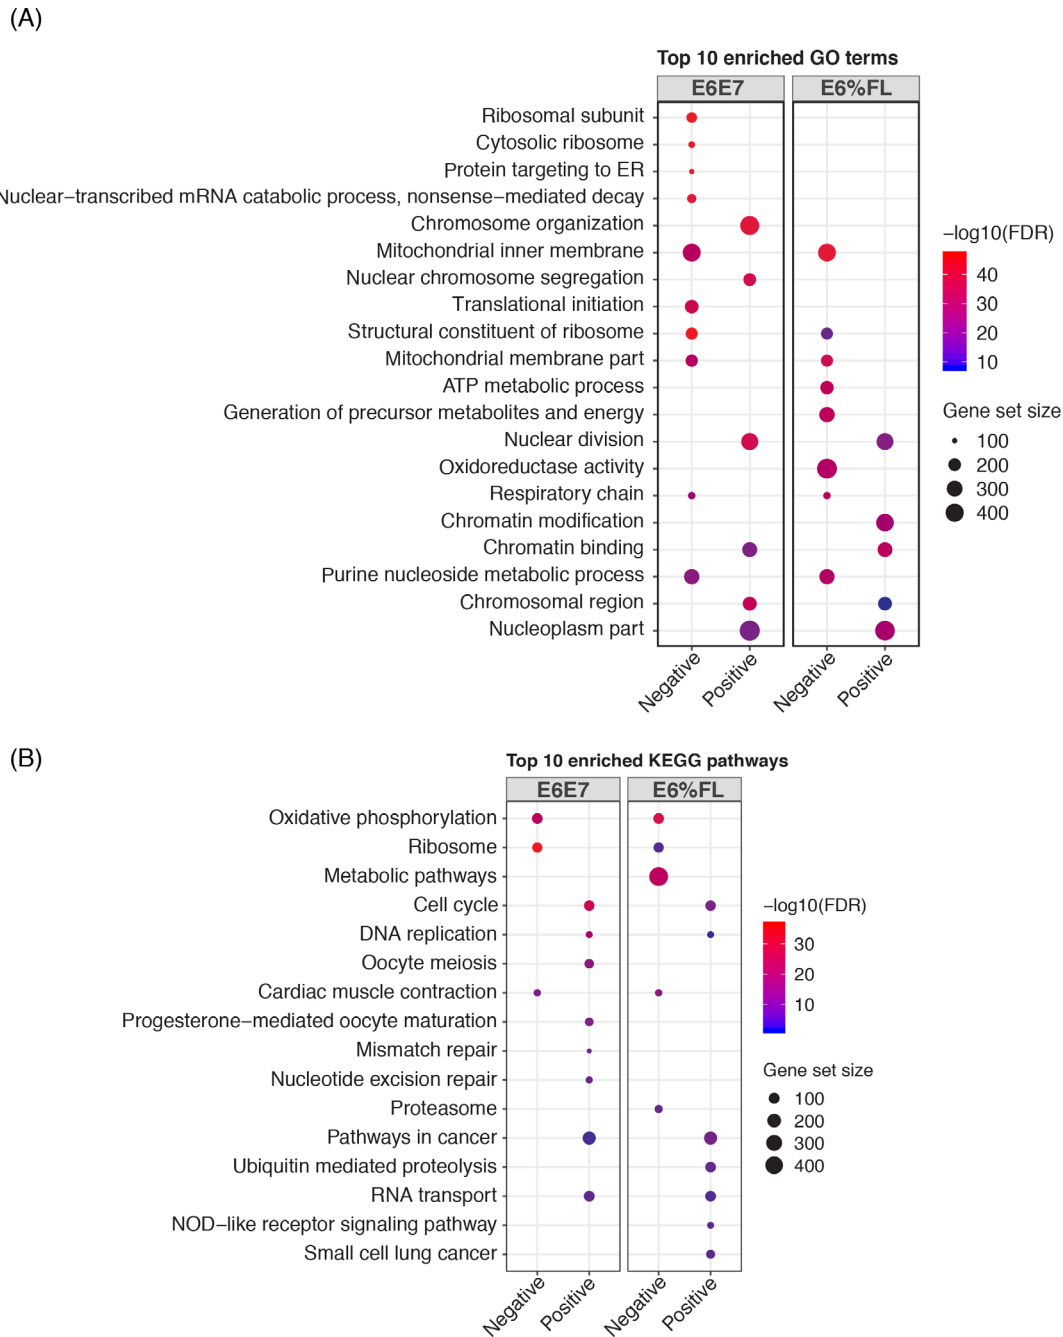 (A)
Top 10 enriched GO terms
E6E7
E6%FL
Ribosomal subunit
Cytosolic ribosome
Protein targeting to ER
Nuclear−transcribed mRNA catabolic process, nonsense−mediated decay
Chromosome organization
Mitochondrial inner membrane
Nuclear chromosome segregation
Translational initiation
Structural constituent of ribosome
Mitochondrial membrane part
ATP metabolic process
Generation of precursor metabolites and energy
Nuclear division
Oxidoreductase activity
Respiratory chain
Chromatin modification
Chromatin binding
Purine nucleoside metabolic process
Chromosomal region
Nucleoplasm part
Negative
Positive
Negative
Positive
−log10(FDR)
40
30
20
10
Gene set size
100
200
300
400
(B)
Top 10 enriched KEGG pathways
E6E7
E6%FL
Oxidative phosphorylation
Ribosome
Metabolic pathways
Cell cycle
DNA replication
Oocyte meiosis
Cardiac muscle contraction
Progesterone−mediated oocyte maturation
Mismatch repair
Nucleotide excision repair
Proteasome
Pathways in cancer
Ubiquitin mediated proteolysis
RNA transport
NOD−like receptor signaling pathway
Small cell lung cancer
Negative
Positive
Negative
Positive
−log10(FDR)
30
20
10
Gene set size
100
200
300
400